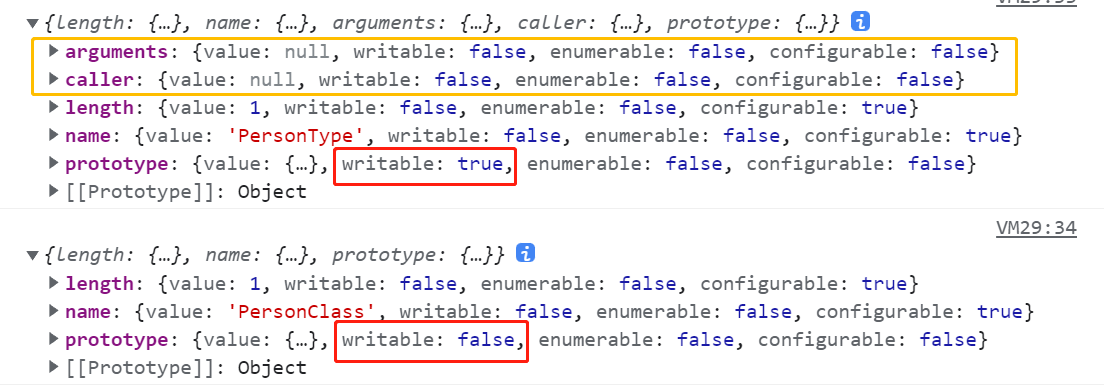 ▼{length: {…}, name: {…}, arguments: {…}, caller: {…}, prototype: {…}} i
▶ arguments: {value: null, writable: false, enumerable: false, configurable: false}
▶ caller: {value: null, writable: false, enumerable: false, configurable: false}
▶ length: {value: 1, writable: false, enumerable: false, configurable: true}
▶ name: {value: 'PersonType', writable: false, enumerable: false, configurable: true}
▶ prototype: {value: {…}, writable: true, enumerable: false, configurable: false}
▶ [[Prototype]]: Object
VM29:34
▼{length: {…}, name: {…}, prototype: {…}} i
▶ length: {value: 1, writable: false, enumerable: false, configurable: true}
▶ name: {value: 'PersonClass', writable: false, enumerable: false, configurable: true}
▶ prototype: {value: {…}, writable: false, enumerable: false, configurable: false}
▶ [[Prototype]]: Object